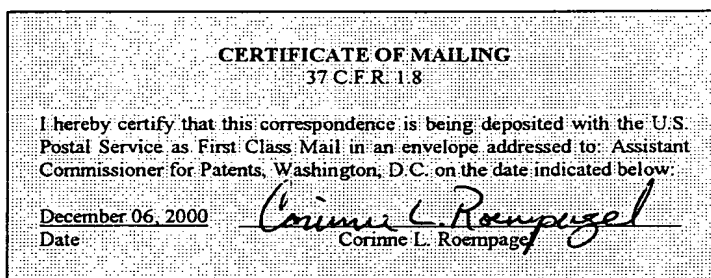 CERTIFICATE OF MAILING
37 C.F.R. 1.8
I hereby certify that this correspondence is being deposited with the U.S.
Postal Service as First Class Mail in an envelope addressed to: Assistant
Commissioner for Patents, Washington, D.C. on the date indicated below:
December 06, 2000 Corinne L. Roempagel
Date Corinne L. Roempagel